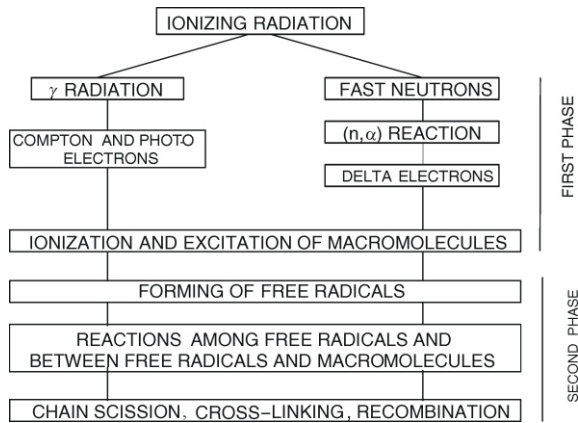 IONIZING RADIATION
γ RADIATION
FAST NEUTRONS
COMPTON AND PHOTO
ELECTRONS
(n,α) REACTION
DELTA ELECTRONS
IONIZATION AND EXCITATION OF MACROMOLECULES
FIRST PHASE
FORMING OF FREE RADICALS
REACTIONS AMONG FREE RADICALS AND
BETWEEN FREE RADICALS AND MACROMOLECULES
CHAIN SCISSION, CROSS-LINKING, RECOMBINATION
SECOND PHASE